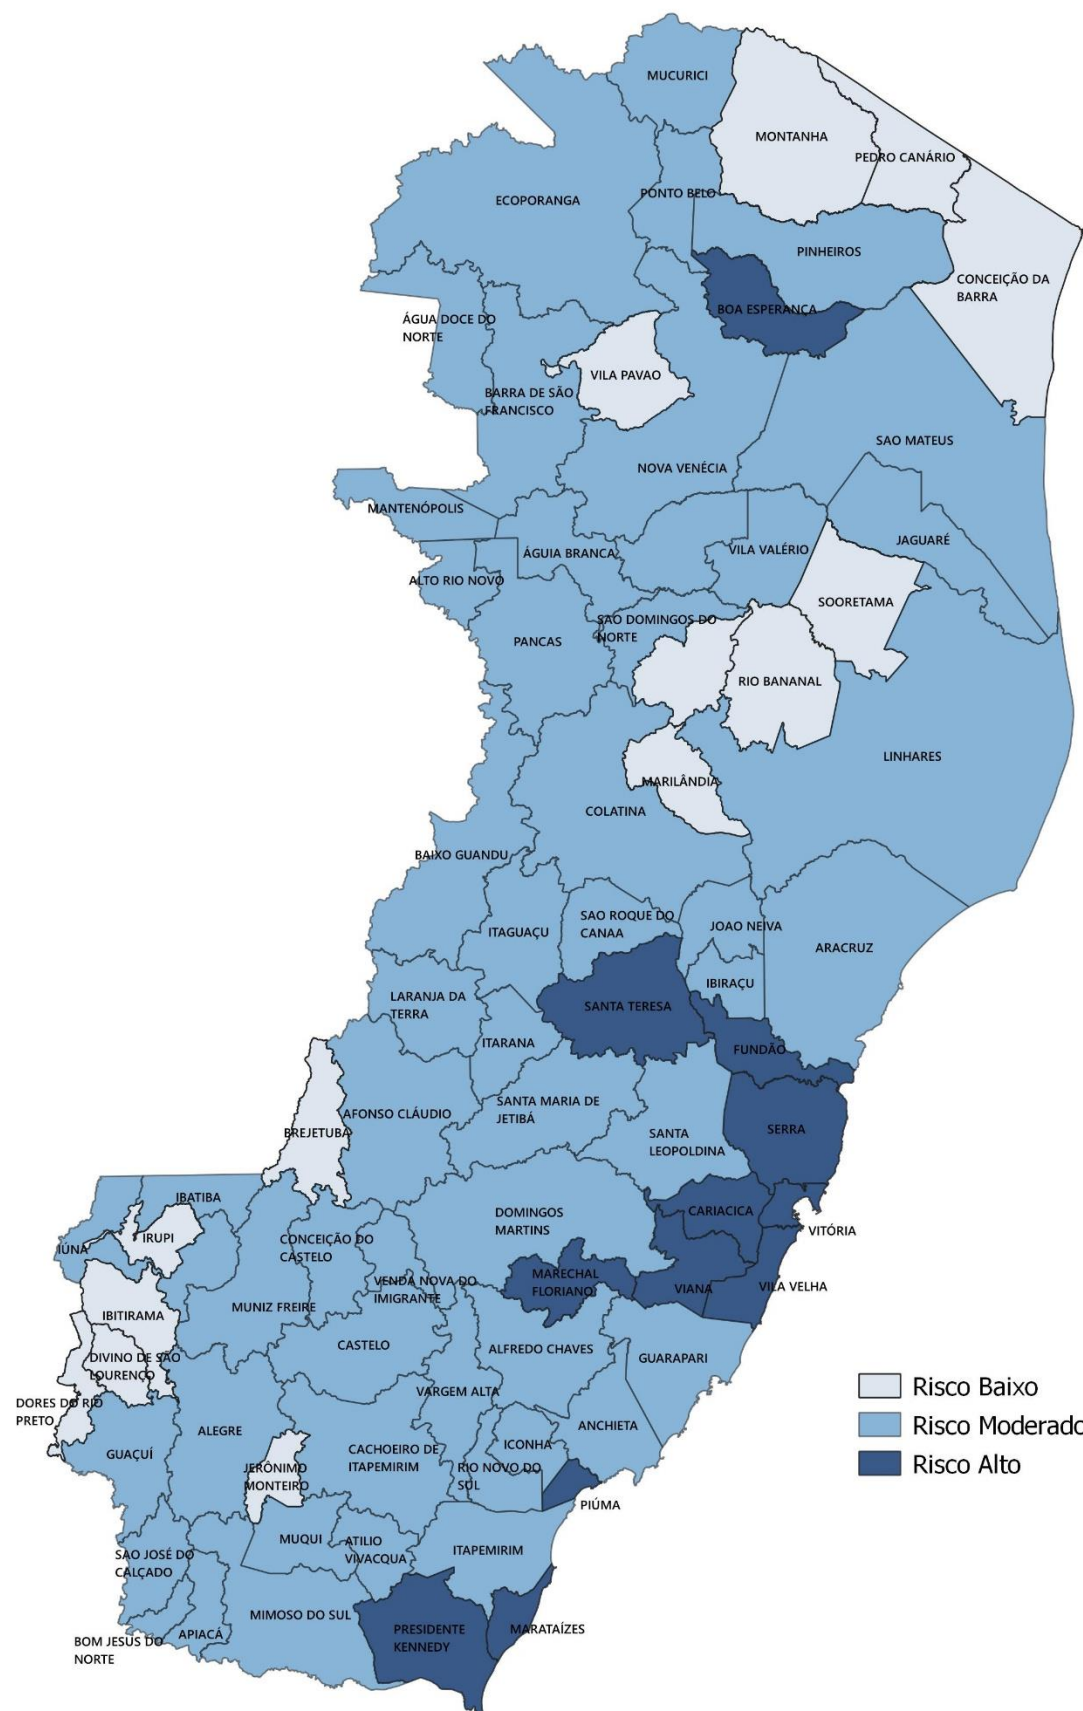 MUCURICI
MONTANHA
PEDRO CANÁRIO
PONTO BELO
ECOPORANGA
PINHEIROS
CONCEIÇÃO DA
BARRA
BOA ESPERANÇA
ÁGUA DOCE DO
NORTE
VILA PAVAO
BARRA DE SÃO
FRANCISCO
SAO MATEUS
NOVA VENÉCIA
MANTENÓPOLIS
JAGUARÉ
VILA VALÉRIO
ÁGUIA BRANCA
ALTO RIO NOVO
SOORETAMA
SAO DOMINGOS DO
NORTE
PANCAS
RIO BANANAL
LINHARES
MARILÂNDIA
COLATINA
BAIXO GUANDU
SAO ROQUE DO
CANAA
JOAO NEIVA
ITAGUAÇU
ARACRUZ
IBIRAÇU
LARANJA DA
TERRA
SANTA TERESA
ITARANA
FUNDÃO
SANTA MARIA DE
JETIBÁ
AFONSO CLÁUDIO
BREJETUBA
SERRA
SANTA
LEOPOLDINA
IBATIBA
DOMINGOS
MARTINS
CARIACICA
VITÓRIA
IRUPI
IÚNA
CONCEIÇÃO DO
CASTELO
MARECHAL
FLORIANO
VENDA NOVA DO
IMIGRANTE
VIANA
VILA VELHA
IBITIRAMA
MUNIZ FREIRE
CASTELO
ALFREDO CHAVES
GUARAPARI
DIVINO DE SÃO
LOURENÇO
VARGEM ALTA
DORES DO RIO
PRETO
Risco Baixo
Risco Moderado
Risco Alto
ANCHIETA
ALEGRE
ICONHA
CACHOEIRO DE
ITAPEMIRIM
GUAÇUÍ
JERÔNIMO
MONTEIRO
RIO NOVO DO
SUL
PIÚMA
MUQUI
ATILIO
VIVACQUA
ITAPEMIRIM
SAO JOSÉ DO
CALÇADO
MIMOSO DO SUL
PRESIDENTE
KENNEDY
MARATAÍZES
APIACÁ
BOM JESUS DO
NORTE